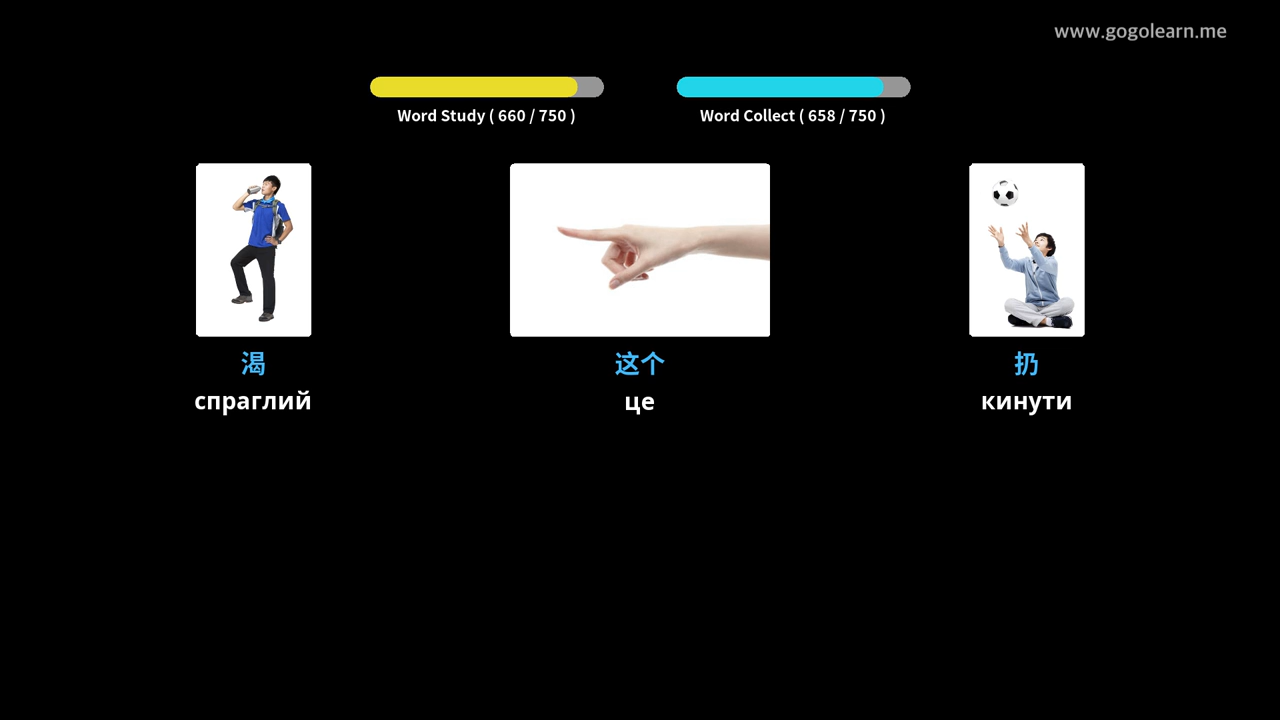 www.gogolearn.me
Word Study ( 660 / 750 )
Word Collect ( 658 / 750 )
渴
спраглий
这个
це
扔
кинути